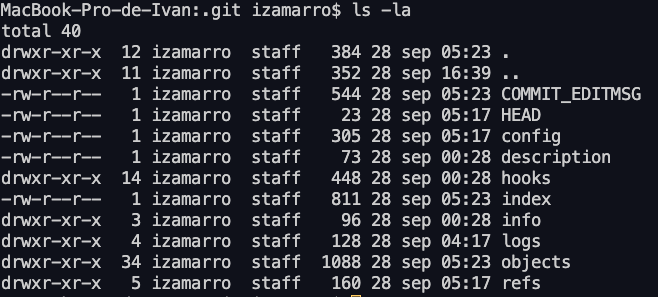 MacBook-Pro-de-Ivan:.git izamarro$ ls -la
total 40
drwxr-xr-x  12 izamarro  staff   384 28 sep 05:23 .
drwxr-xr-x  11 izamarro  staff   352 28 sep 16:39 ..
-rw-r--r--   1 izamarro  staff   544 28 sep 05:23 COMMIT_EDITMSG
-rw-r--r--   1 izamarro  staff    23 28 sep 05:17 HEAD
-rw-r--r--   1 izamarro  staff   305 28 sep 05:17 config
-rw-r--r--   1 izamarro  staff    73 28 sep 00:28 description
drwxr-xr-x  14 izamarro  staff   448 28 sep 00:28 hooks
-rw-r--r--   1 izamarro  staff   811 28 sep 05:23 index
drwxr-xr-x   3 izamarro  staff    96 28 sep 00:28 info
drwxr-xr-x   4 izamarro  staff   128 28 sep 04:17 logs
drwxr-xr-x  34 izamarro  staff  1088 28 sep 05:23 objects
drwxr-xr-x   5 izamarro  staff   160 28 sep 05:17 refs